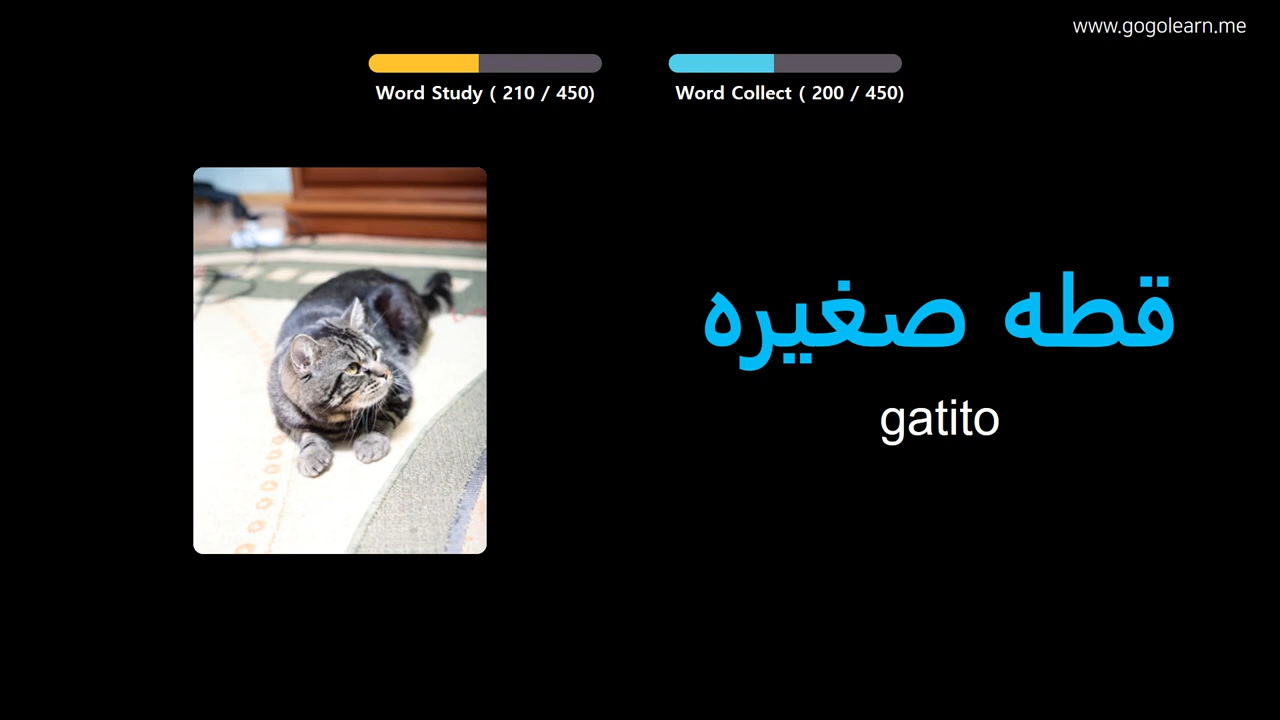 www.gogolearn.me
Word Study ( 210 / 450)
Word Collect ( 200 / 450)
قطه صغيره
gatito